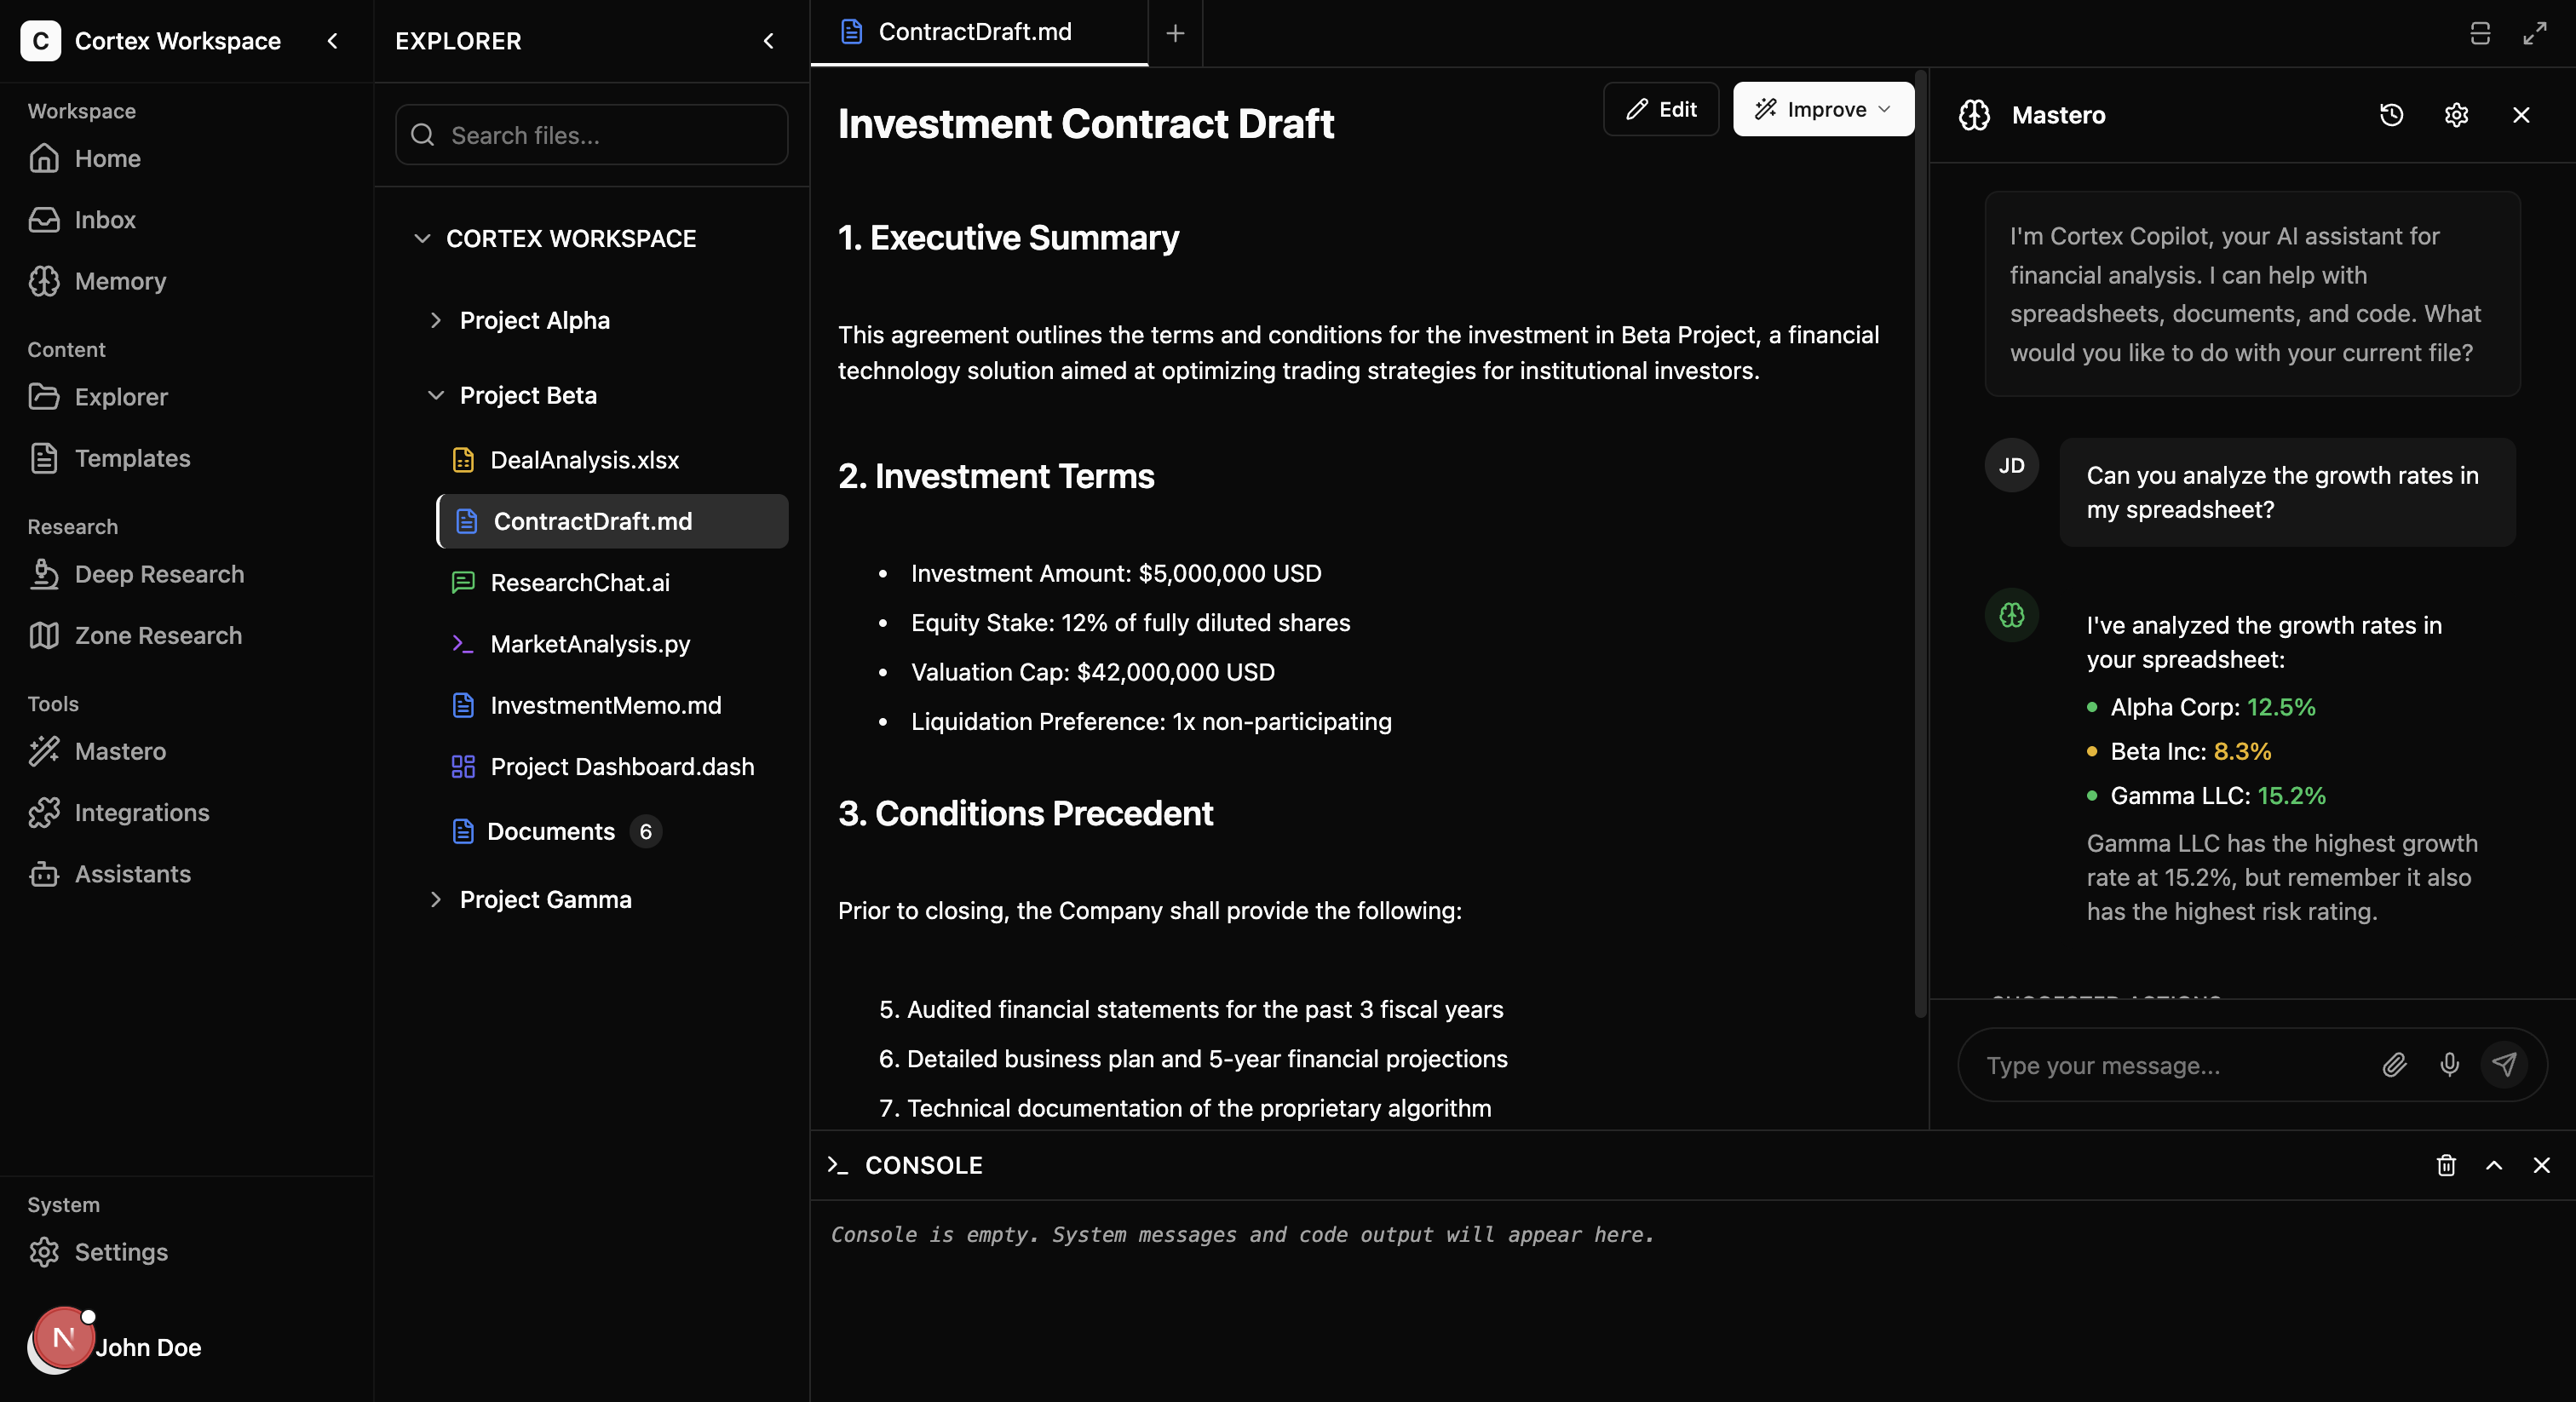 C Cortex Workspace
Workspace
Home
Inbox
Memory
Content
Explorer
Templates
Research
Deep Research
Zone Research
Tools
Mastero
Integrations
Assistants
System
Settings
N
John Doe
EXPLORER
Search files...
CORTEX WORKSPACE
Project Alpha
Project Beta
DealAnalysis.xlsx
ContractDraft.md
ResearchChat.ai
MarketAnalysis.py
InvestmentMemo.md
Project Dashboard.dash
Documents 6
Project Gamma
ContractDraft.md
Edit
Improve
Investment Contract Draft
1. Executive Summary
This agreement outlines the terms and conditions for the investment in Beta Project, a financial
technology solution aimed at optimizing trading strategies for institutional investors.
2. Investment Terms
• Investment Amount: $5,000,000 USD
• Equity Stake: 12% of fully diluted shares
• Valuation Cap: $42,000,000 USD
• Liquidation Preference: 1x non-participating
3. Conditions Precedent
Prior to closing, the Company shall provide the following:
5. Audited financial statements for the past 3 fiscal years
6. Detailed business plan and 5-year financial projections
7. Technical documentation of the proprietary algorithm
Mastero
I'm Cortex Copilot, your AI assistant for
financial analysis. I can help with
spreadsheets, documents, and code. What
would you like to do with your current file?
JD
Can you analyze the growth rates in
my spreadsheet?
I've analyzed the growth rates in
your spreadsheet:
• Alpha Corp: 12.5%
• Beta Inc: 8.3%
• Gamma LLC: 15.2%
Gamma LLC has the highest growth
rate at 15.2%, but remember it also
has the highest risk rating.
SUGGESTED ACTIONS
Type your message...
CONSOLE
Console is empty. System messages and code output will appear here.